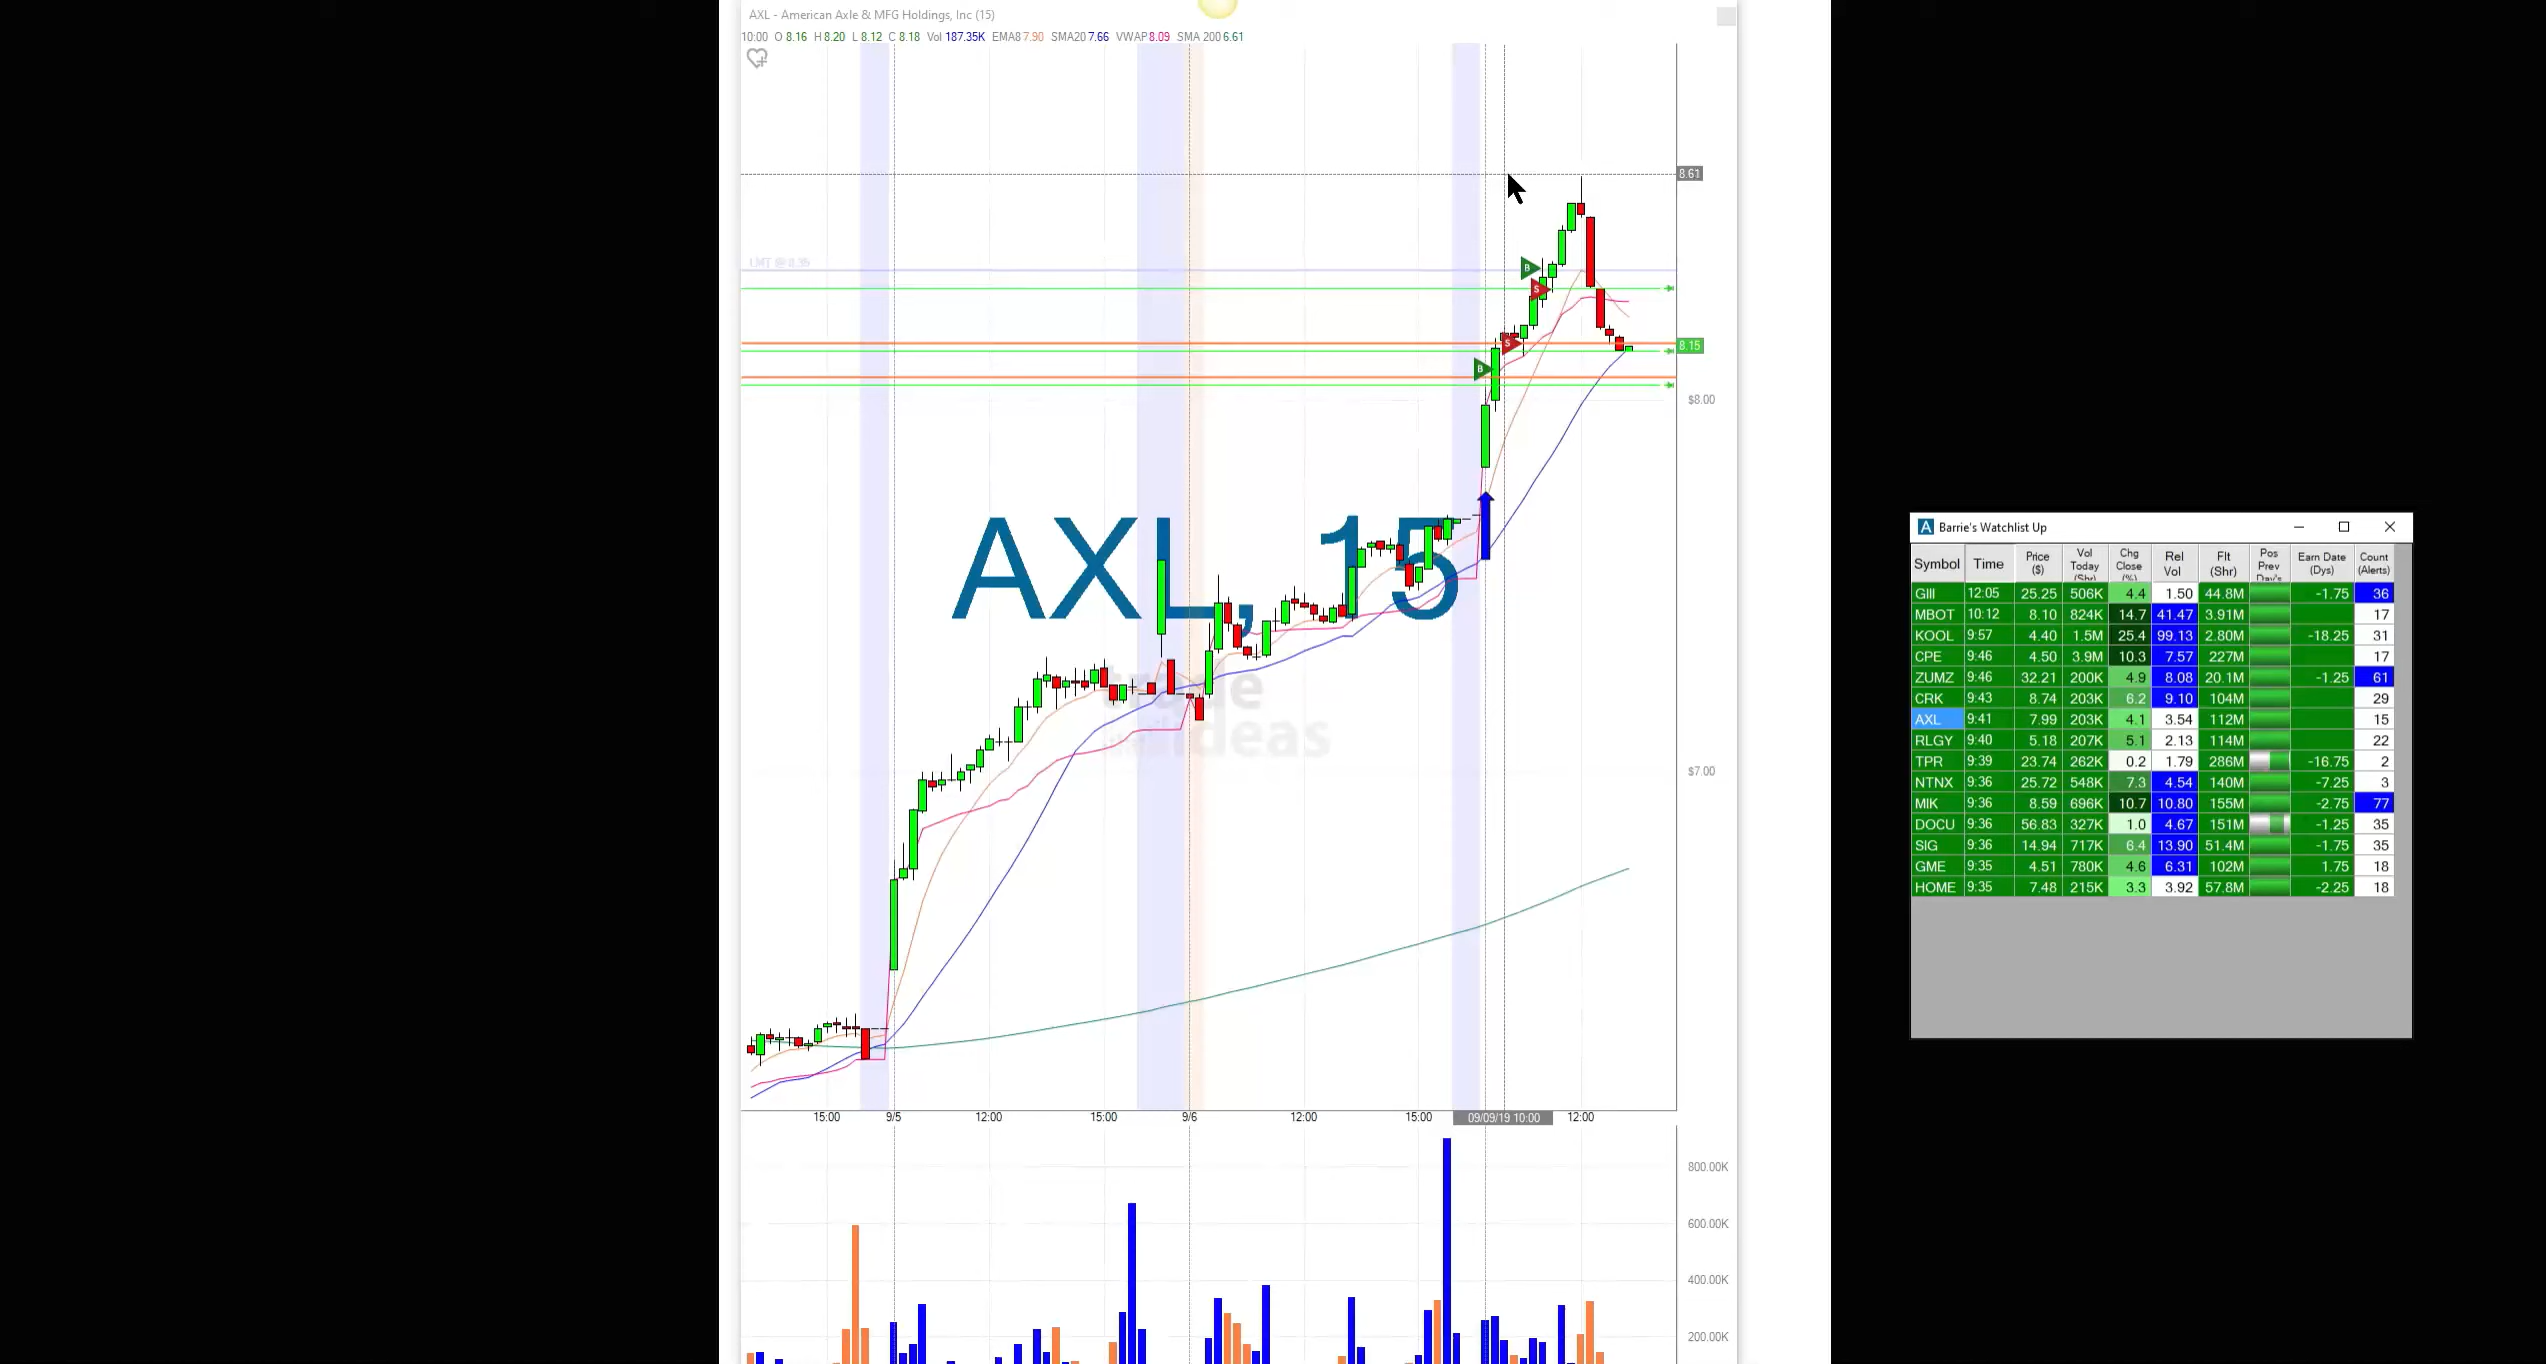 AXL - American Axle & MFG Holdings, Inc (15)
10:00 O 8.16 H 8.20 L 8.12 C 8.18 Vol 187.35K EMA8 7.90 SMA20 7.66 VWAP 8.09 SMA 200 6.61
8.61
LMT @ 8.35
B
S
8.15
S
B
$8.00
AXL, 15
trade
ideas
$7.00
15:00 9/5 12:00 15:00 9/6 12:00 15:00 09/09/19 10:00 12:00
800.00K
600.00K
400.00K
200.00K
Barrie's Watchlist Up
Symbol Time Price ($) Vol Today (Shr) Chg Close (%) Rel Vol Flt (Shr) Pos Prev Day's Earn Date (Dys) Count (Alerts)
GIII 12:05 25.25 506K 4.4 1.50 44.8M -1.75 36
MBOT 10:12 8.10 824K 14.7 41.47 3.91M 17
KOOL 9:57 4.40 1.5M 25.4 99.13 2.80M -18.25 31
CPE 9:46 4.50 3.9M 10.3 7.57 227M 17
ZUMZ 9:46 32.21 200K 4.9 8.08 20.1M -1.25 61
CRK 9:43 8.74 203K 6.2 9.10 104M 29
AXL 9:41 7.99 203K 4.1 3.54 112M 15
RLGY 9:40 5.18 207K 5.1 2.13 114M 22
TPR 9:39 23.74 262K 0.2 1.79 286M -16.75 2
NTNX 9:36 25.72 548K 7.3 4.54 140M -7.25 3
MIK 9:36 8.59 696K 10.7 10.80 155M -2.75 77
DOCU 9:36 56.83 327K 1.0 4.67 151M -1.25 35
SIG 9:36 14.94 717K 6.4 13.90 51.4M -1.75 35
GME 9:35 4.51 780K 4.6 6.31 102M 1.75 18
HOME 9:35 7.48 215K 3.3 3.92 57.8M -2.25 18